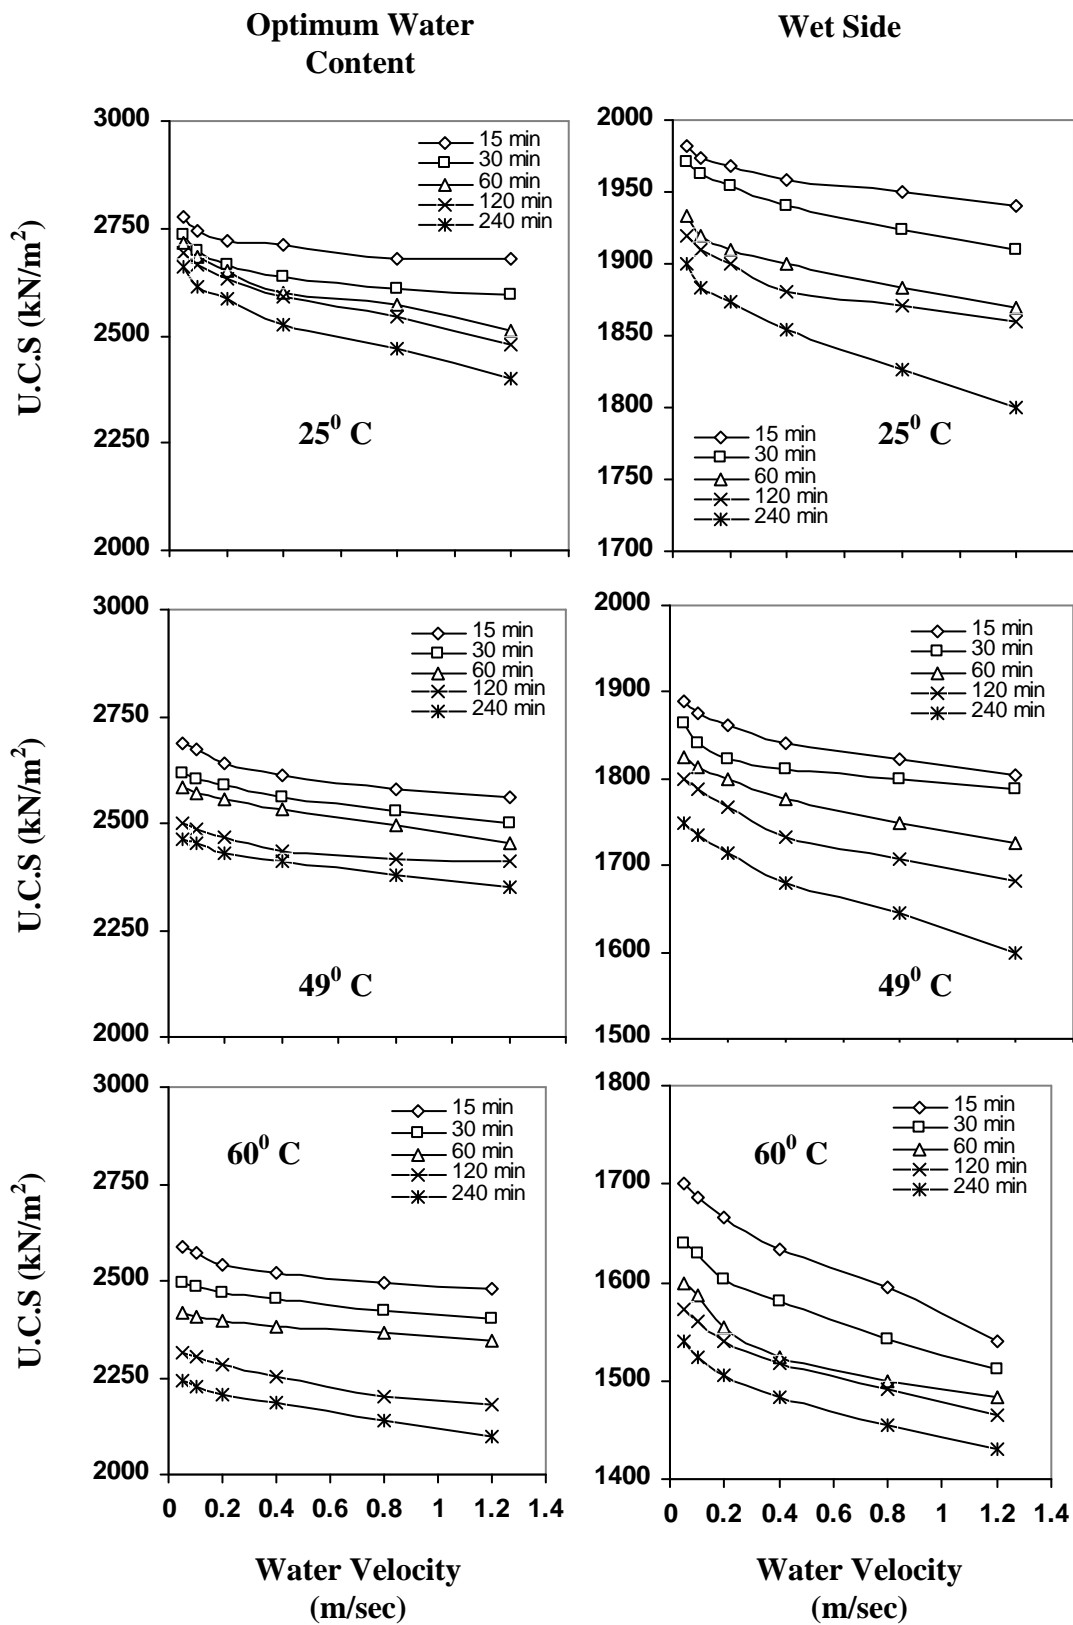 Optimum Water
Content
Wet Side
U.C.S (kN/m²)
3000
2750
2500
2250
2000
15 min
30 min
60 min
120 min
240 min
25⁰ C
2000
1950
1900
1850
1800
1750
1700
15 min
30 min
60 min
120 min
240 min
25⁰ C
U.C.S (kN/m²)
3000
2750
2500
2250
2000
15 min
30 min
60 min
120 min
240 min
49⁰ C
2000
1900
1800
1700
1600
1500
15 min
30 min
60 min
120 min
240 min
49⁰ C
U.C.S (kN/m²)
3000
2750
2500
2250
2000
15 min
30 min
60 min
120 min
240 min
60⁰ C
0 0.2 0.4 0.6 0.8 1 1.2 1.4
Water Velocity
(m/sec)
1800
1700
1600
1500
1400
15 min
30 min
60 min
120 min
240 min
60⁰ C
0 0.2 0.4 0.6 0.8 1 1.2 1.4
Water Velocity
(m/sec)